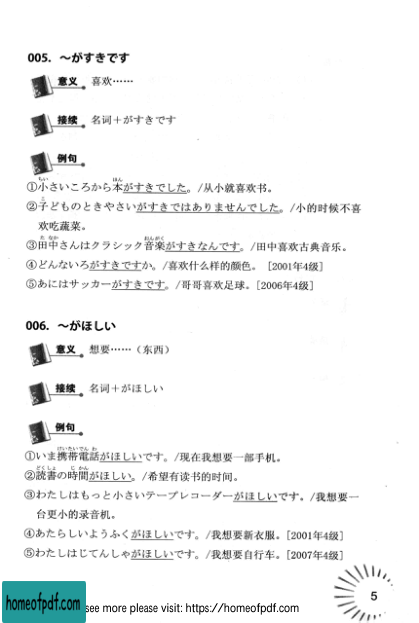 005. ～がすきです
意义 喜欢……
接续 名词＋がすきです
例句
①小さいころから本がすきでした。/从小就喜欢书。
②子どものときやさいがすきではありませんでした。/小的时候不喜
欢吃蔬菜。
③田中さんはクラシック音楽がすきなんです。/田中喜欢古典音乐。
④どんないろがすきですか。/喜欢什么样的颜色。［2001年4级］
⑤あにはサッカーがすきです。/哥哥喜欢足球。［2006年4级］
006. ～がほしい
意义 想要……（东西）
接续 名词＋がほしい
例句
①いま携帯電話がほしいです。/现在我想要一部手机。
②読書の時間がほしい。/希望有读书的时间。
③わたしはもっと小さいテープレコーダーがほしいです。/我想要一
台更小的录音机。
④あたらしいようふくがほしいです。/我想要新衣服。［2001年4级］
⑤わたしはじてんしゃがほしいです。/我想要自行车。［2007年4级］
5
homeofpdf.com
see more please visit: https://homeofpdf.com